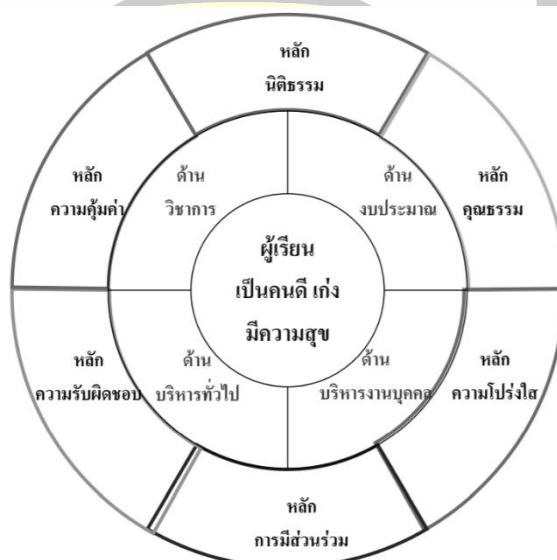 หลัก
นิติธรรม
หลัก
ความคุ้มค่า
ด้าน
วิชาการ
ด้าน
งบประมาณ
หลัก
คุณธรรม
ผู้เรียน
เป็นคนดี เก่ง
มีความสุข
หลัก
ความรับผิดชอบ
ด้าน
บริหารทั่วไป
ด้าน
บริหารงานบุคคล
หลัก
ความโปร่งใส
หลัก
การมีส่วนร่วม